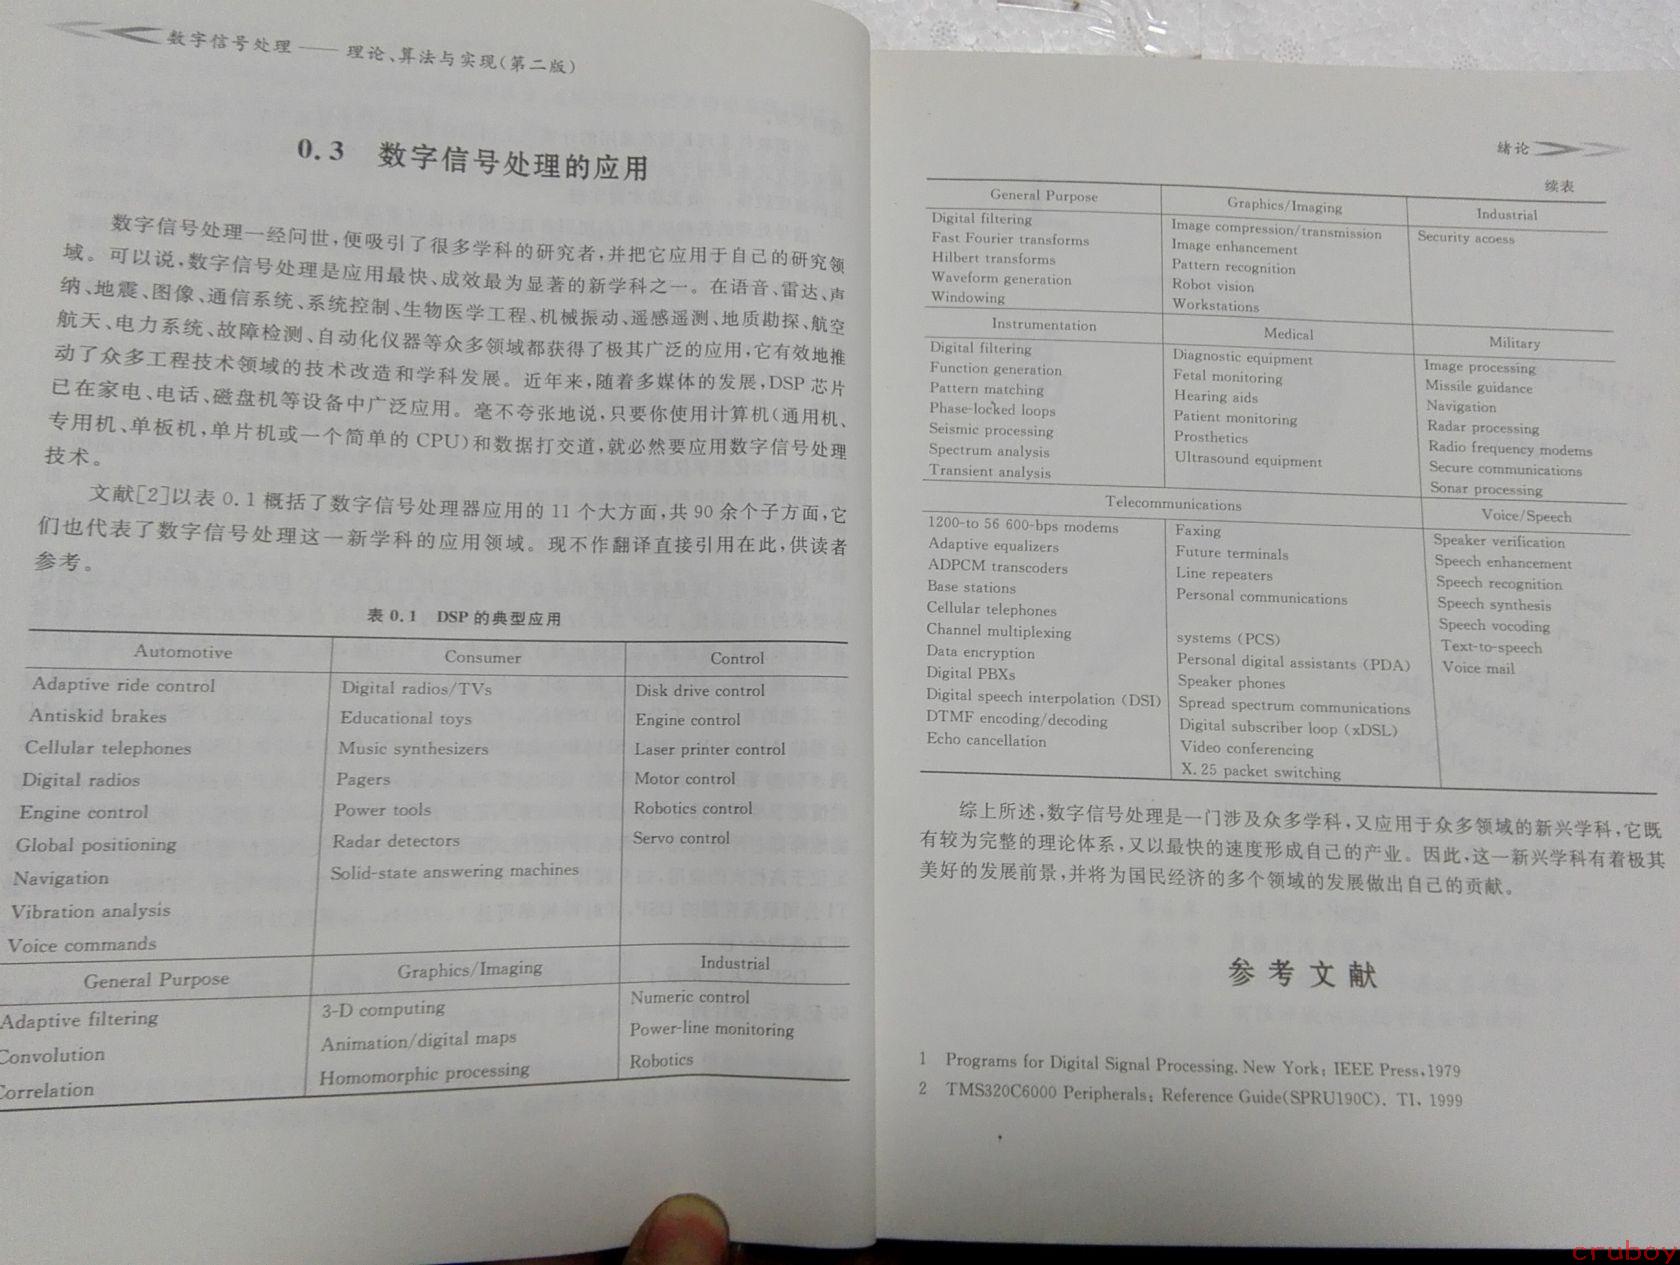 数字信号处理——理论、算法与实现(第二版)
0.3 数字信号处理的应用
数字信号处理一经问世,便吸引了很多学科的研究者,并把它应用于自己的研究领
域。可以说,数字信号处理是应用最快、成效最为显著的新学科之一。在语音、雷达、声
纳、地震、图像、通信系统、系统控制、生物医学工程、机械振动、遥感遥测、地质勘探、航空
航天、电力系统、故障检测、自动化仪器等众多领域都获得了极其广泛的应用,它有效地推
动了众多工程技术领域的技术改造和学科发展。近年来,随着多媒体的发展,DSP 芯片
已在家电、电话、磁盘机等设备中广泛应用。毫不夸张地说,只要你使用计算机(通用机、
专用机、单板机,单片机或一个简单的 CPU)和数据打交道,就必然要应用数字信号处理
技术。
文献[2]以表 0.1 概括了数字信号处理器应用的 11 个大方面,共 90 余个子方面,它
们也代表了数字信号处理这一新学科的应用领域。现不作翻译直接引用在此,供读者
参考。
表 0.1 DSP 的典型应用
Automotive Consumer Control
Adaptive ride control Digital radios/TVs Disk drive control
Antiskid brakes Educational toys Engine control
Cellular telephones Music synthesizers Laser printer control
Digital radios Pagers Motor control
Engine control Power tools Robotics control
Global positioning Radar detectors Servo control
Navigation Solid-state answering machines
Vibration analysis
Voice commands
General Purpose Graphics/Imaging Industrial
Adaptive filtering 3-D computing Numeric control
Convolution Animation/digital maps Power-line monitoring
Correlation Homomorphic processing Robotics
绪论
续表
General Purpose Graphics/Imaging Industrial
Digital filtering Image compression/transmission Security acoess
Fast Fourier transforms Image enhancement
Hilbert transforms Pattern recognition
Waveform generation Robot vision
Windowing Workstations
Instrumentation Medical Military
Digital filtering Diagnostic equipment Image processing
Function generation Fetal monitoring Missile guidance
Pattern matching Hearing aids Navigation
Phase-locked loops Patient monitoring Radar processing
Seismic processing Prosthetics Radio frequency modems
Spectrum analysis Ultrasound equipment Secure communications
Transient analysis Sonar processing
Telecommunications Voice/Speech
1200-to 56 600-bps modems Faxing Speaker verification
Adaptive equalizers Future terminals Speech enhancement
ADPCM transcoders Line repeaters Speech recognition
Base stations Personal communications Speech synthesis
Cellular telephones Speech vocoding
Channel multiplexing systems (PCS) Text-to-speech
Data encryption Personal digital assistants (PDA) Voice mail
Digital PBXs Speaker phones
Digital speech interpolation (DSI) Spread spectrum communications
DTMF encoding/decoding Digital subscriber loop (xDSL)
Echo cancellation Video conferencing
X.25 packet switching
综上所述,数字信号处理是一门涉及众多学科,又应用于众多领域的新兴学科,它既
有较为完整的理论体系,又以最快的速度形成自己的产业。因此,这一新兴学科有着极其
美好的发展前景,并将为国民经济的多个领域的发展做出自己的贡献。
参考文献
1 Programs for Digital Signal Processing. New York: IEEE Press,1979
2 TMS320C6000 Peripherals: Reference Guide(SPRU190C). TI, 1999
cruboy